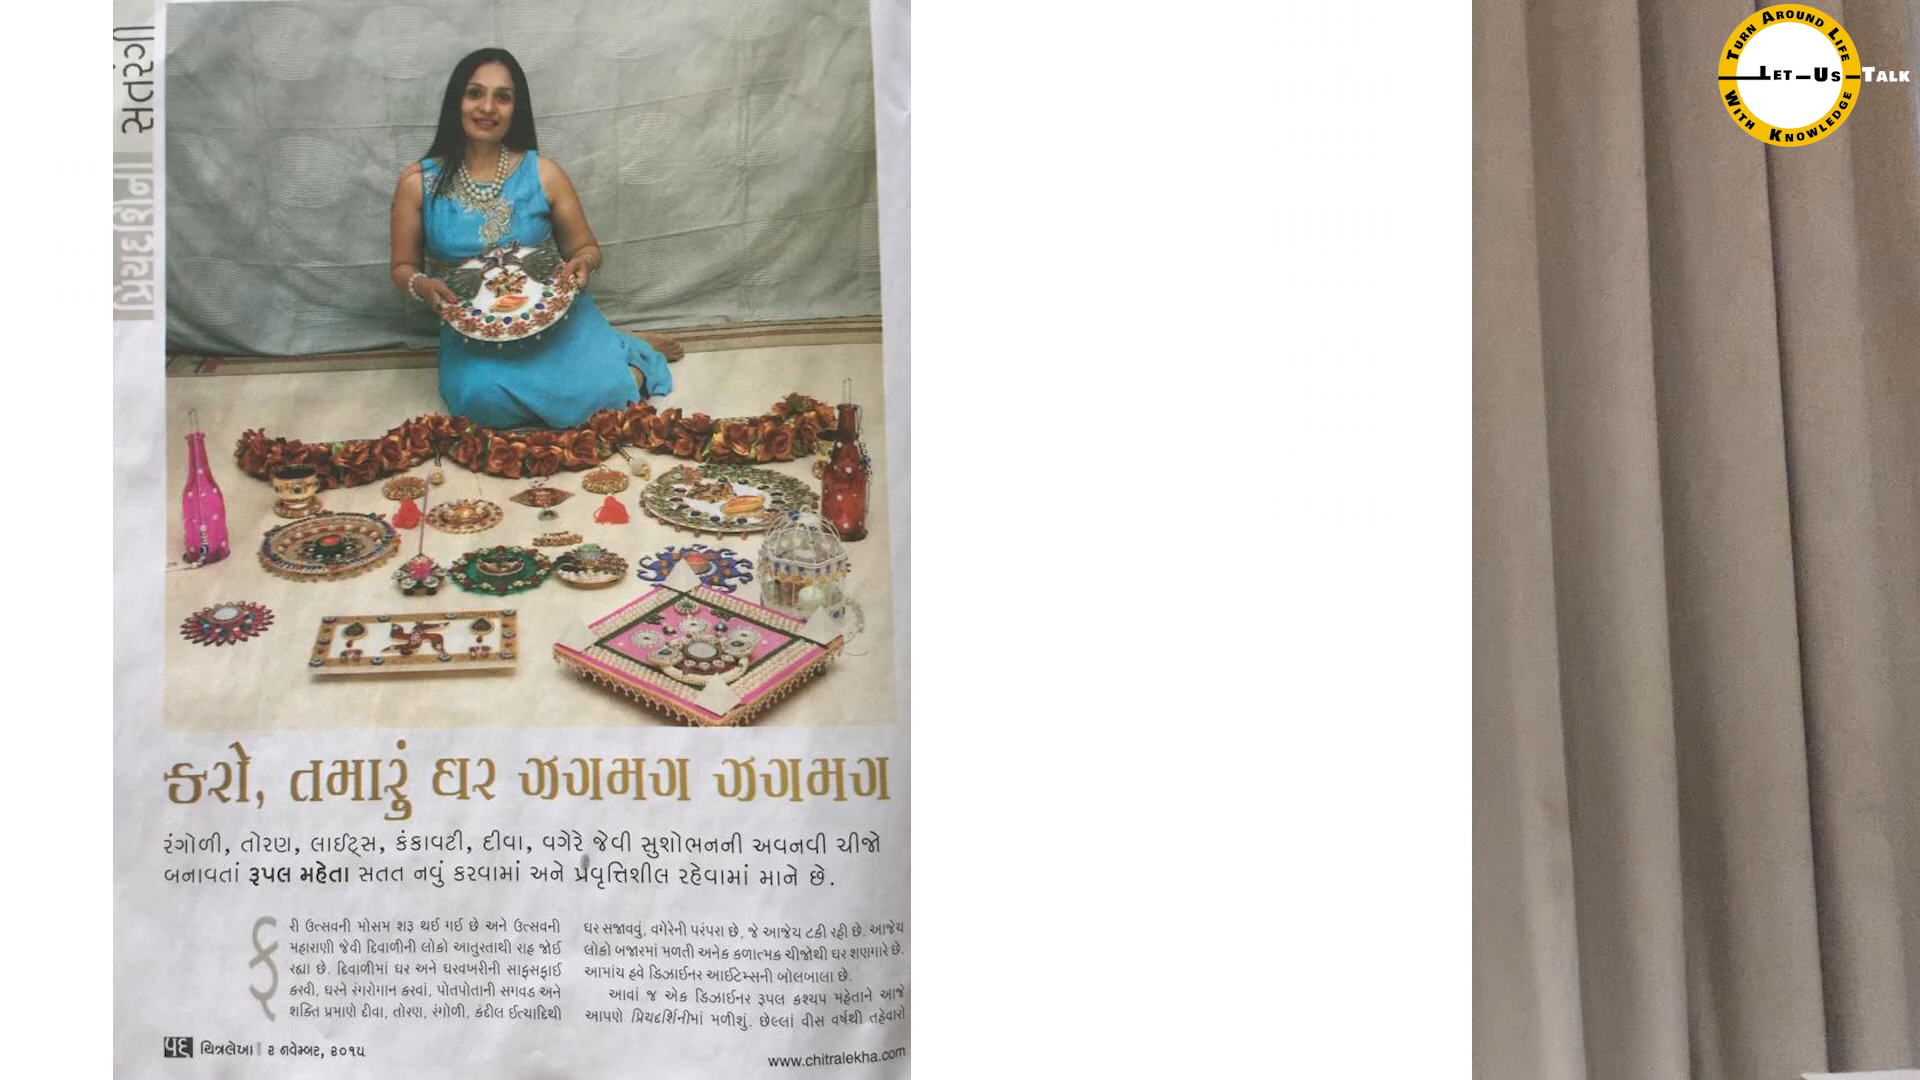 પ્રિયદર્શિની સતરંગી
કરો, તમારું ઘર ઝગમગ ઝગમગ
રંગોળી, તોરણ, લાઈટ્સ, કંકાવટી, દીવા, વગેરે જેવી સુશોભનની અવનવી ચીજો
બનાવતાં રૂપલ મહેતા સતત નવું કરવામાં અને પ્રવૃત્તિશીલ રહેવામાં માને છે.
ફરી ઉત્સવની મોસમ શરૂ થઈ ગઈ છે અને ઉત્સવની
મહારાણી જેવી દિવાળીની લોકો આતુરતાથી રાહ જોઈ
રહ્યા છે. દિવાળીમાં ઘર અને ઘરવખરીની સાફસફાઈ
કરવી, ઘરને રંગરોગાન કરવાં, પોતપોતાની સગવડ અને
શક્તિ પ્રમાણે દીવા, તોરણ, રંગોળી, કંદીલ ઈત્યાદિથી
ઘર સજાવવું, વગેરેની પરંપરા છે, જે આજેય ટકી રહી છે. આજેય
લોકો બજારમાં મળતી અનેક કળાત્મક ચીજોથી ઘર શણગારે છે.
આમાંય હવે ડિઝાઈનર આઈટેમ્સની બોલબાલા છે.
આવાં જ એક ડિઝાઈનર રૂપલ કશ્યપ મહેતાને આજે
આપણે પ્રિયદર્શિનીમાં મળીશું. છેલ્લાં વીસ વર્ષથી તહેવારો
૫૬ ચિત્રલેખા ૨ નવેમ્બર, ૨૦૧૫
www.chitralekha.com
TURN AROUND LIFE
LET US TALK
WITH KNOWLEDGE